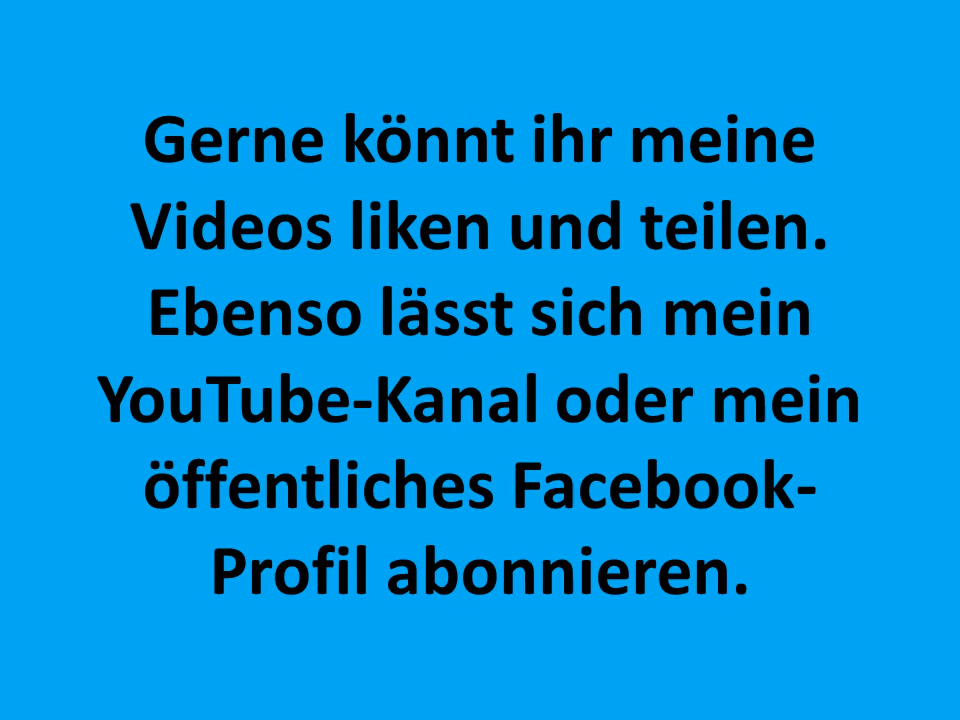 Gerne könnt ihr meine
Videos liken und teilen.
Ebenso lässt sich mein
YouTube-Kanal oder mein
öffentliches Facebook-
Profil abonnieren.